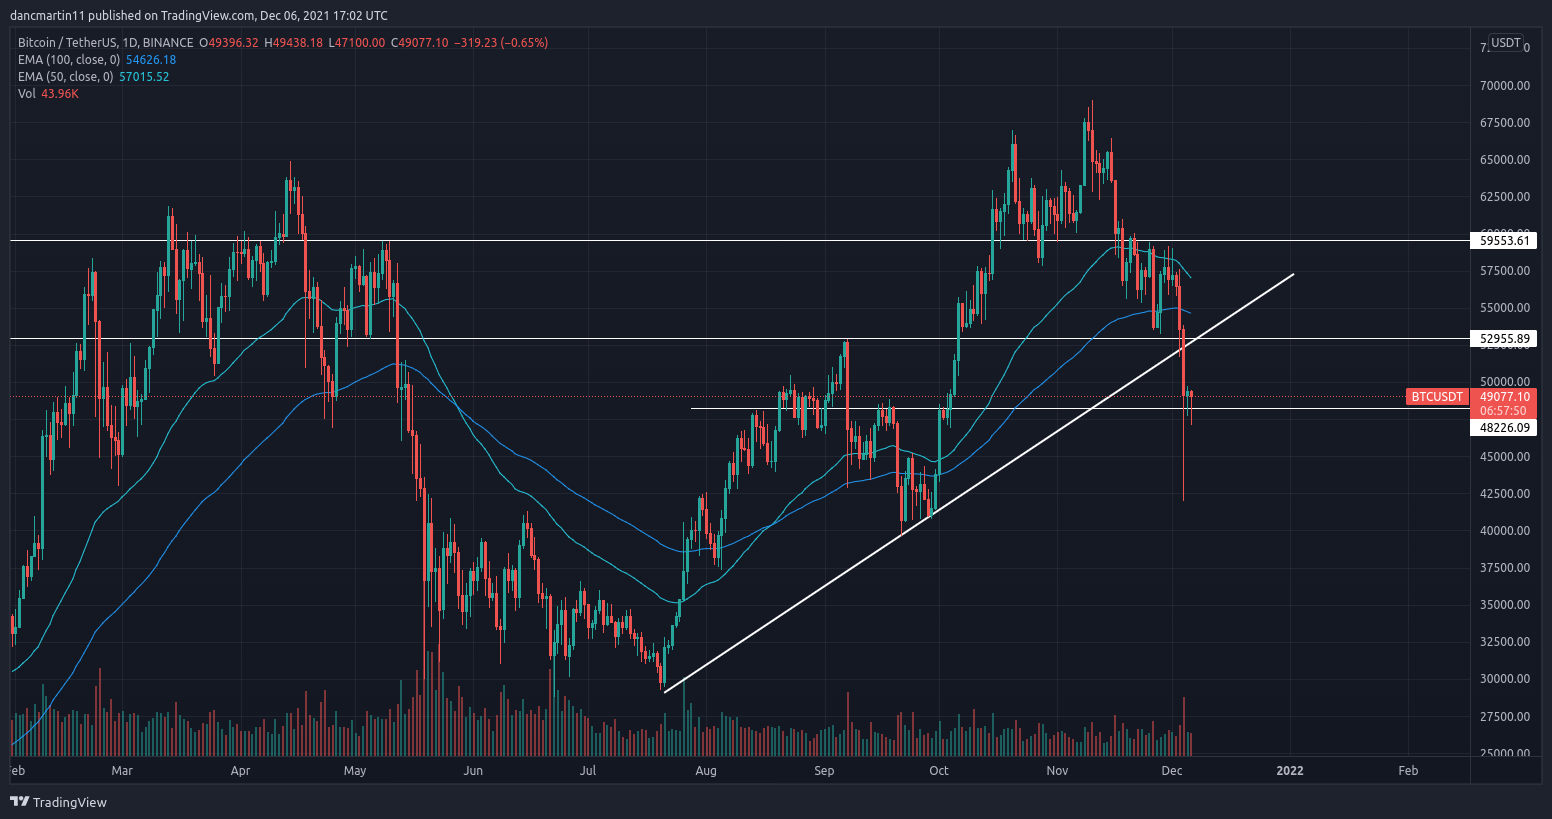 dancmartin11 published on TradingView.com, Dec 06, 2021 17:02 UTC
Bitcoin / TetherUS, 1D, BINANCE O49396.32 H49438.18 L47100.00 C49077.10 −319.23 (−0.65%)
EMA (100, close, 0) 54626.18
EMA (50, close, 0) 57015.52
Vol 43.96K
USDT
70000.00
67500.00
65000.00
62500.00
59553.61
57500.00
55000.00
52955.89
50000.00
BTCUSDT 49077.10
06:57:50
48226.09
45000.00
42500.00
40000.00
37500.00
35000.00
32500.00
30000.00
27500.00
25000.00
eb Mar Apr May Jun Jul Aug Sep Oct Nov Dec 2022 Feb
TradingView